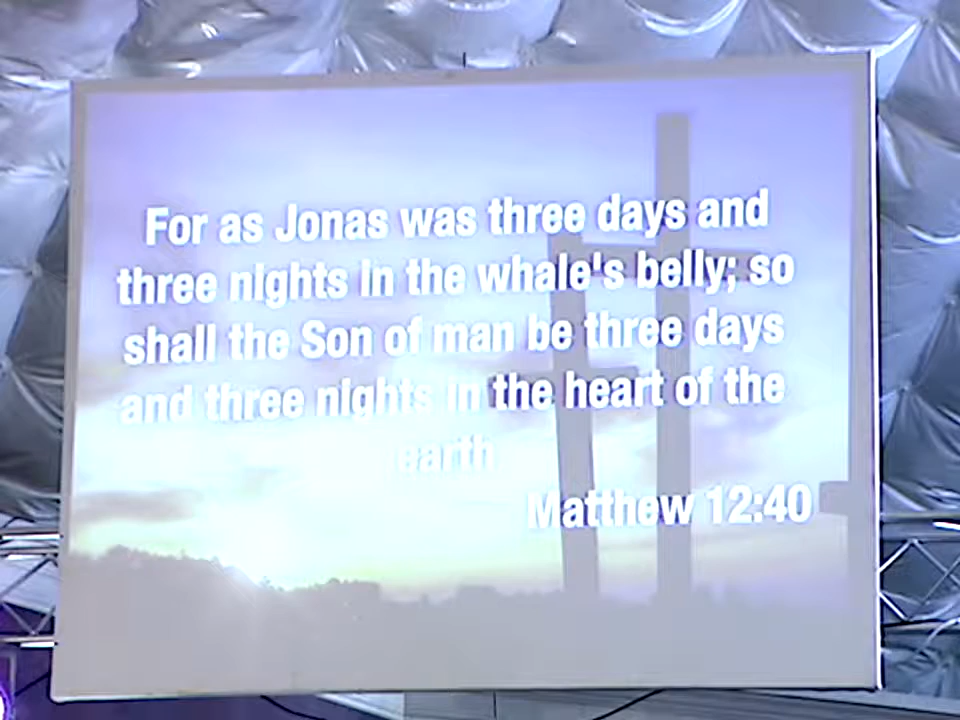 For as Jonas was three days and
three nights in the whale's belly; so
shall the Son of man be three days
and three nights in the heart of the
earth
Matthew 12:40